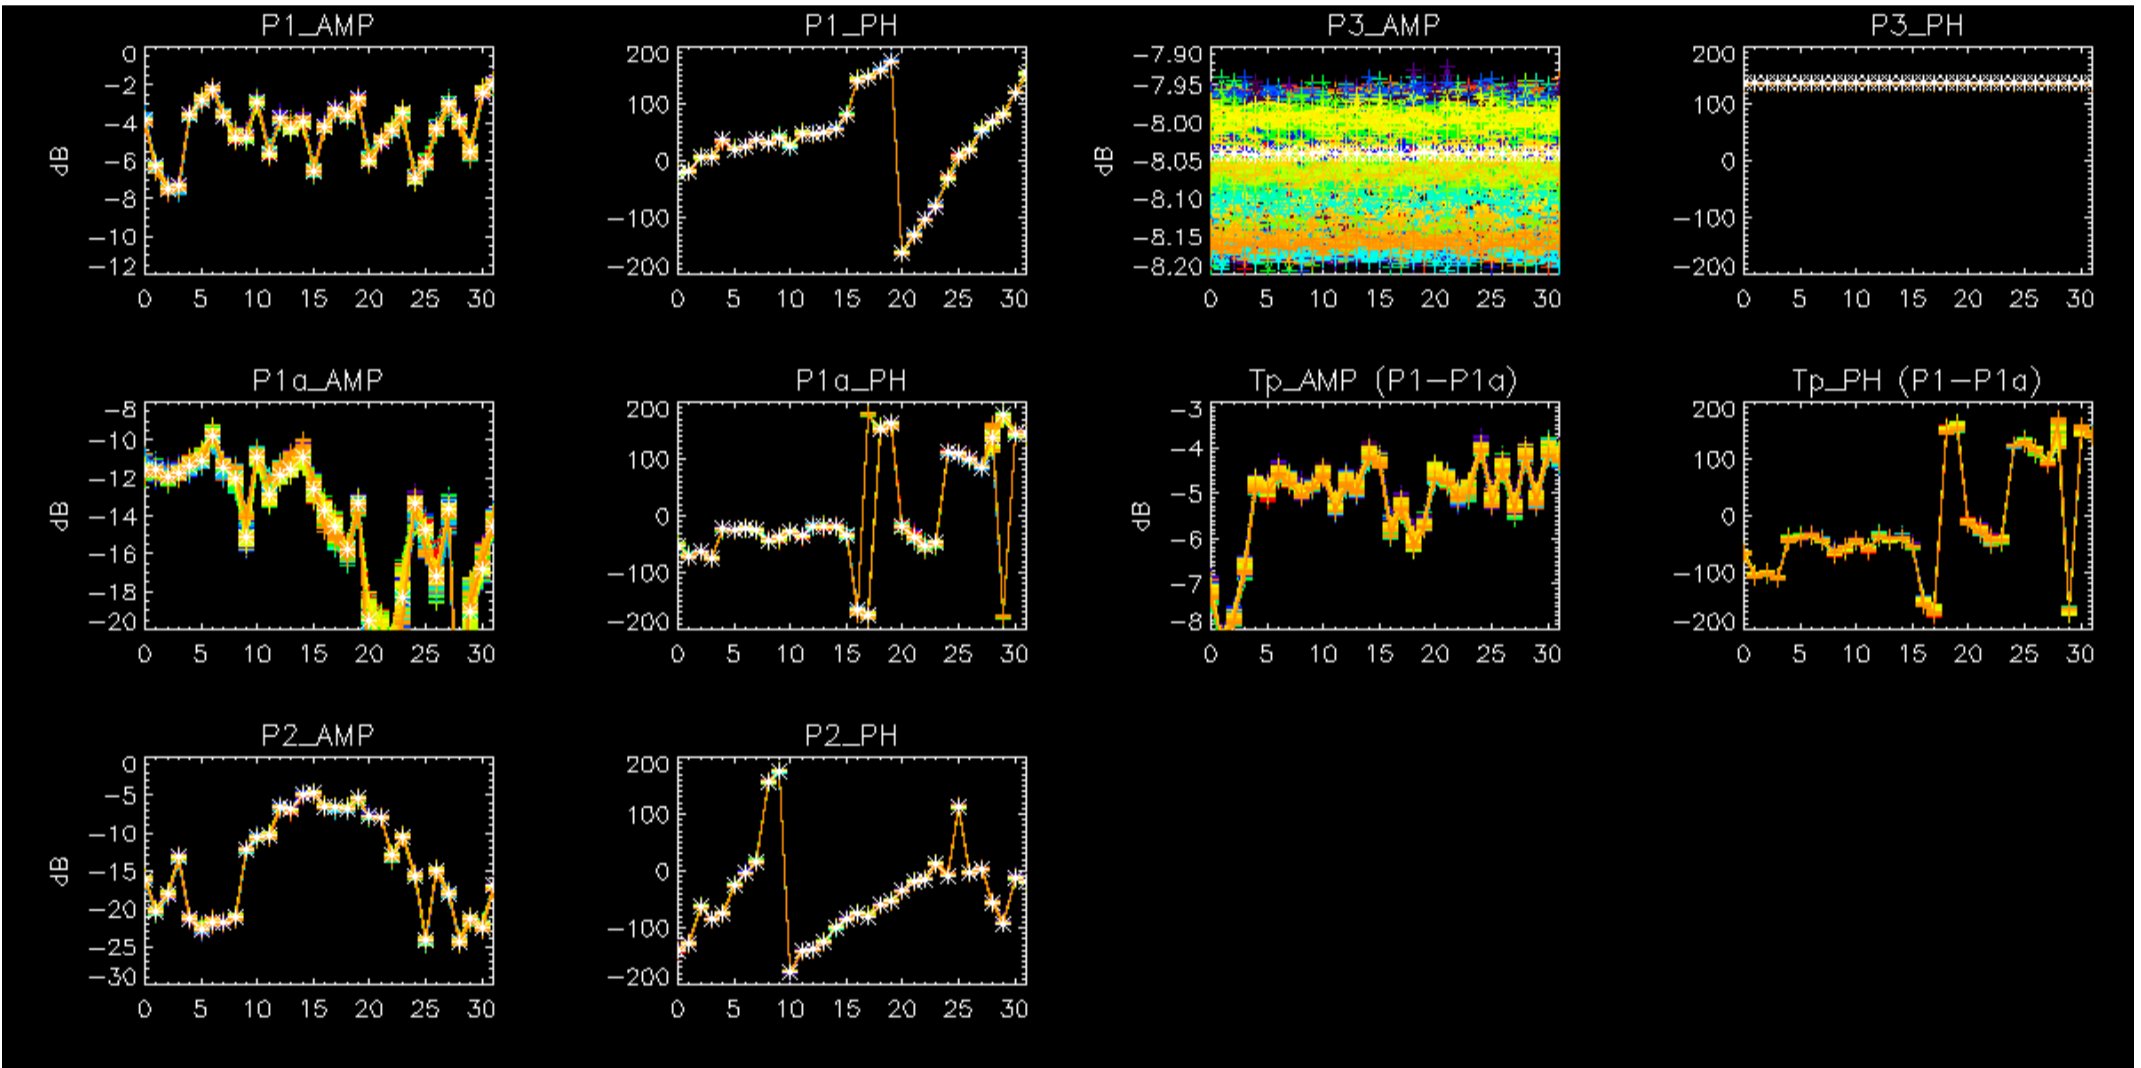 P1_AMP
0
−2
−4
−6
−8
−10
−12
dB
0 5 10 15 20 25 30
P1_PH
200
100
0
−100
−200
0 5 10 15 20 25 30
P3_AMP
−7.90
−7.95
−8.00
−8.05
−8.10
−8.15
−8.20
dB
0 5 10 15 20 25 30
P3_PH
200
100
0
−100
−200
0 5 10 15 20 25 30
P1a_AMP
−8
−10
−12
−14
−16
−18
−20
dB
0 5 10 15 20 25 30
P1a_PH
200
100
0
−100
−200
0 5 10 15 20 25 30
Tp_AMP (P1−P1a)
−3
−4
−5
−6
−7
−8
dB
0 5 10 15 20 25 30
Tp_PH (P1−P1a)
200
100
0
−100
−200
0 5 10 15 20 25 30
P2_AMP
0
−5
−10
−15
−20
−25
−30
dB
0 5 10 15 20 25 30
P2_PH
200
100
0
−100
−200
0 5 10 15 20 25 30